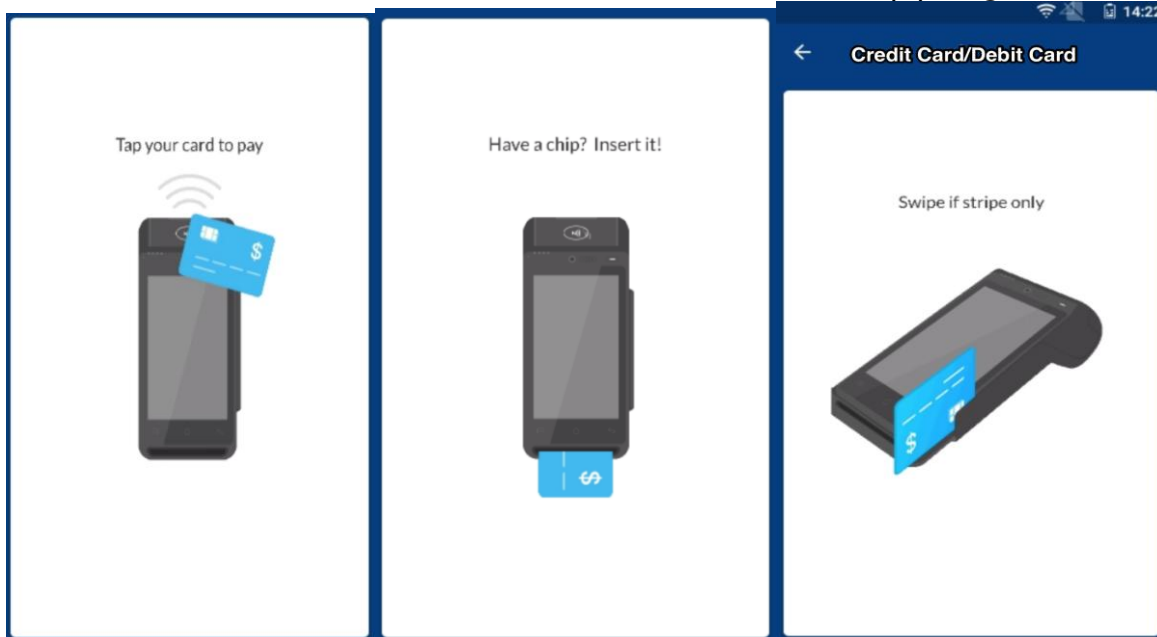 Tap your card to pay
Have a chip? Insert it!
14:22
Credit Card/Debit Card
Swipe if stripe only
$
$
$